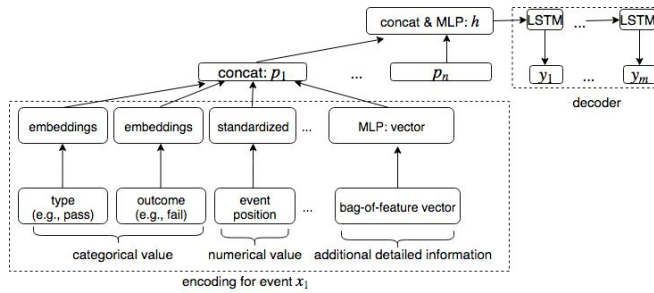 concat & MLP: h
LSTM
...
LSTM
concat: p1
...
pn
y1
...
ym
decoder
embeddings
embeddings
standardized
...
MLP: vector
type
(e.g., pass)
outcome
(e.g., fail)
event
position
...
bag-of-feature vector
categorical value
numerical value
additional detailed information
encoding for event x1